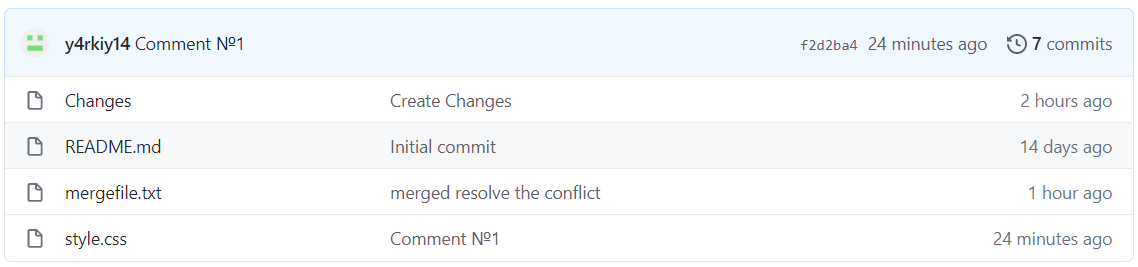 y4rkiy14 Comment №1 f2d2ba4 24 minutes ago 7 commits
Changes Create Changes 2 hours ago
README.md Initial commit 14 days ago
mergefile.txt merged resolve the conflict 1 hour ago
style.css Comment №1 24 minutes ago